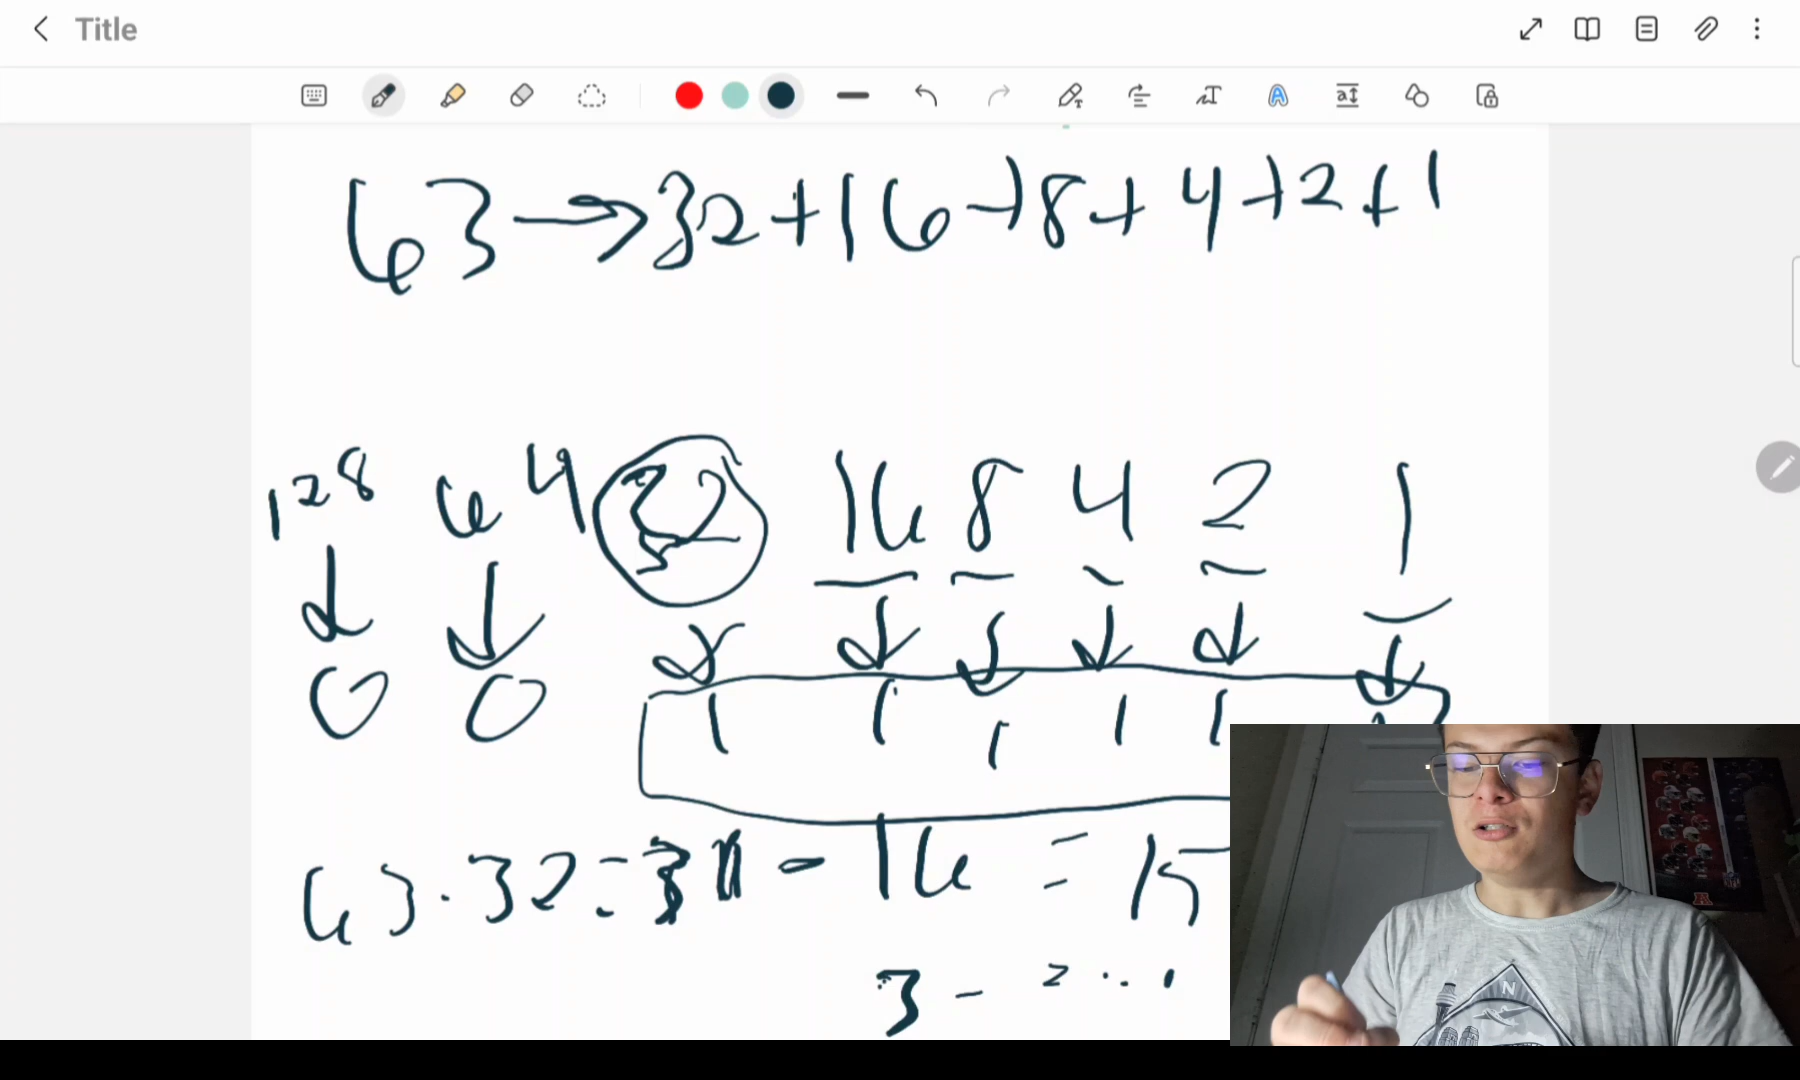 Title
63 → 32 + 16 + 8 + 4 + 2 + 1
128 64 32 16 8 4 2 1
0 0 1 1 1 1 1
63 - 32 = 31 - 16 = 15
3 - 2 = 1
N